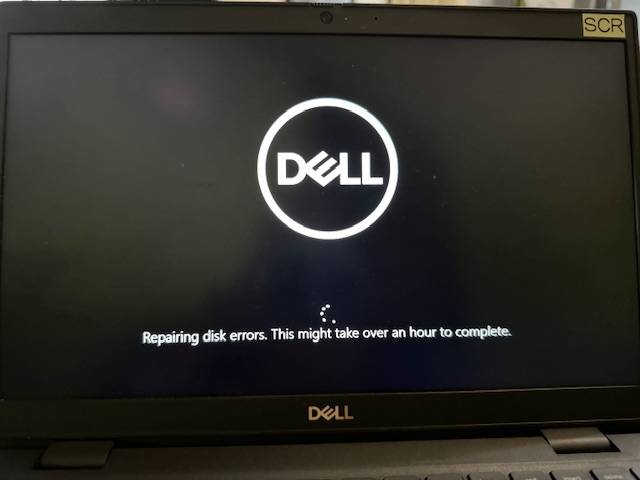 SCR
DELL
Repairing disk errors. This might take over an hour to complete.
DELL